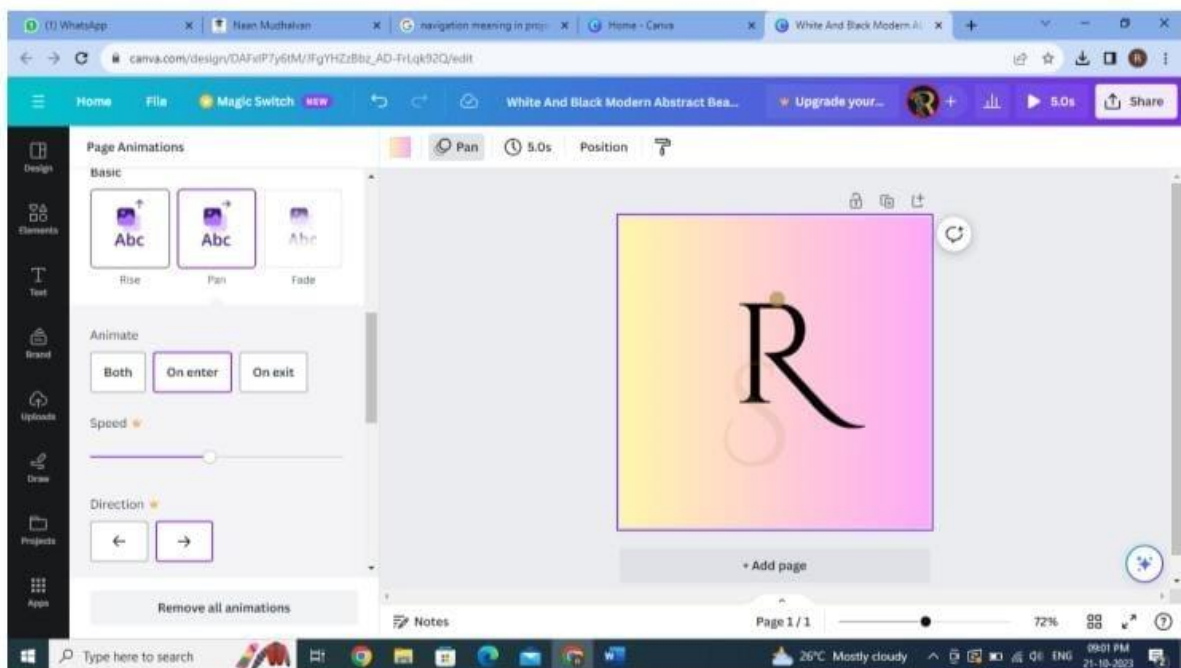 (1) WhatsApp
Naan Mudhalvan
navigation meaning in proj
Home - Canva
White And Black Modern A
canva.com/design/
/edit
Home File Magic Switch NEW White And Black Modern Abstract Bea... Upgrade your... 5.0s Share
Design
Elements
Text
Brand
Uploads
Draw
Projects
Apps
Page Animations
Basic
Abc Abc Abc
Rise Pan Fade
Animate
Both On enter On exit
Speed
Direction
← →
Remove all animations
Pan 5.0s Position
R
S
+ Add page
Notes Page 1 / 1 72%
Type here to search
26°C Mostly cloudy ENG 09:01 PM
21-10-2023